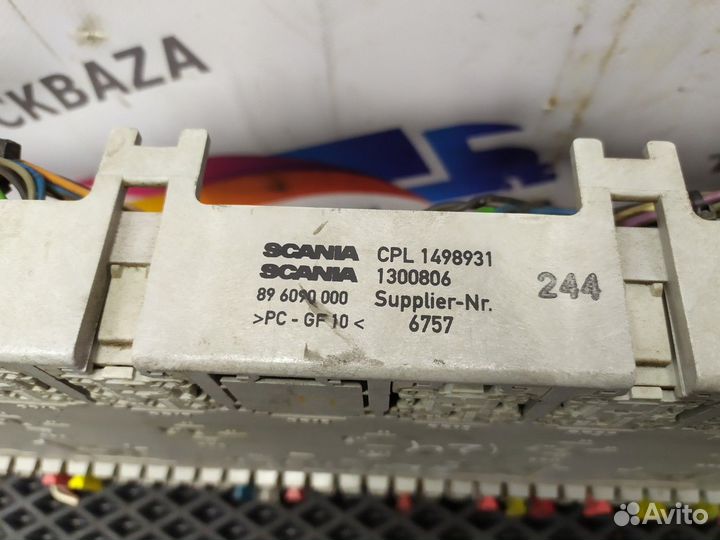 CKBAZA
SCANIA CPL 1498931
SCANIA 1300806
89 6090 000 Supplier-Nr.
>PC - GF 10< 6757
244
Avito